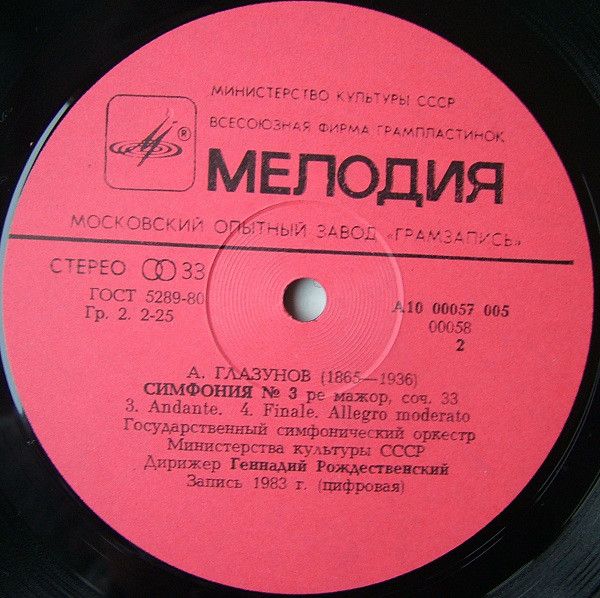 МИНИСТЕРСТВО КУЛЬТУРЫ СССР
ВСЕСОЮЗНАЯ ФИРМА ГРАМПЛАСТИНОК
®
МЕЛОДИЯ
МОСКОВСКИЙ ОПЫТНЫЙ ЗАВОД «ГРАМЗАПИСЬ»
СТЕРЕО 33
ГОСТ 5289-80
Гр. 2. 2-25
А10 00057 005
00058
2
А. ГЛАЗУНОВ (1865—1936)
СИМФОНИЯ № 3 ре мажор, соч. 33
3. Andante. 4. Finale. Allegro moderato
Государственный симфонический оркестр
Министерства культуры СССР
Дирижер Геннадий Рождественский
Запись 1983 г. (цифровая)